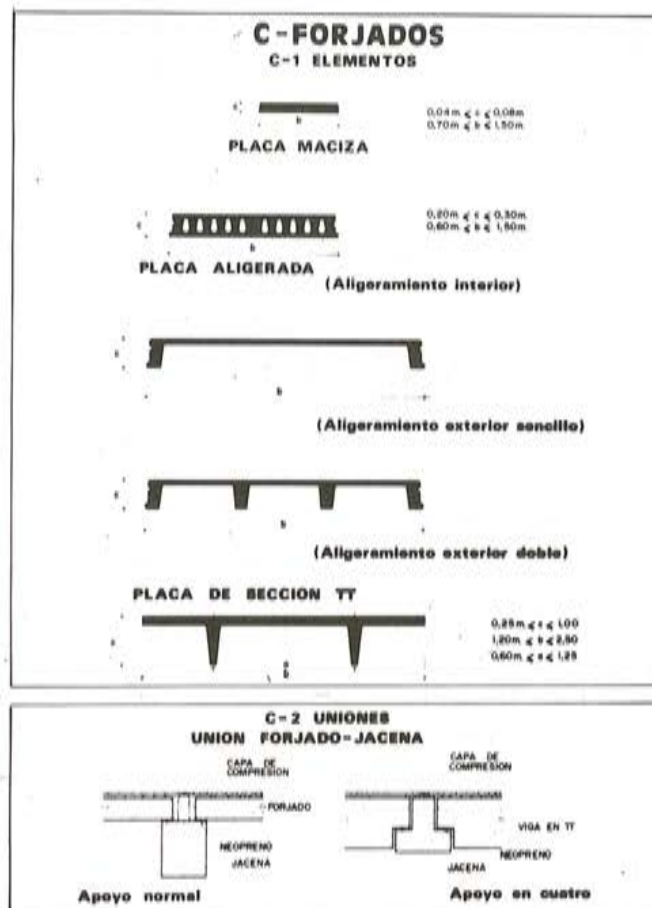 C-FORJADOS
C-1 ELEMENTOS
c
b
0,04m ⩽ c ⩽ 0,08m
0,70m ⩽ b ⩽ 1,50m
PLACA MACIZA
c
b
0,20m ⩽ c ⩽ 0,30m
0,60m ⩽ b ⩽ 1,50m
PLACA ALIGERADA
(Aligeramiento interior)
b
(Aligeramiento exterior sencillo)
b
(Aligeramiento exterior doble)
PLACA DE SECCION TT
0,25m ⩽ c ⩽ 1,00
1,20m ⩽ b ⩽ 2,50
0,60m ⩽ a ⩽ 1,25
a
b
C-2 UNIONES
UNION FORJADO-JACENA
CAPA DE
COMPRESION
FORJADO
NEOPRENO
JACENA
Apoyo normal
CAPA DE
COMPRESION
VIGA EN TT
NEOPRENO
JACENA
Apoyo en cuatro